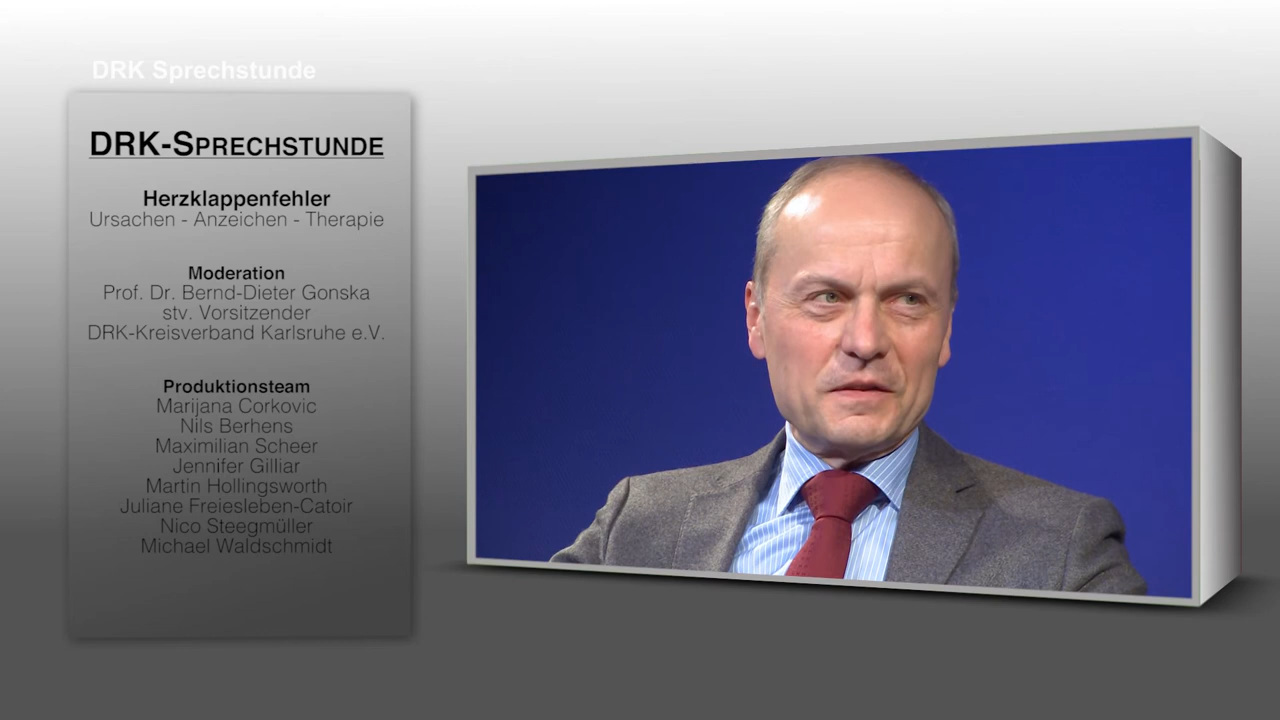 DRK Sprechstunde
DRK-SPRECHSTUNDE
Herzklappenfehler
Ursachen - Anzeichen - Therapie
Moderation
Prof. Dr. Bernd-Dieter Gonska
stv. Vorsitzender
DRK-Kreisverband Karlsruhe e.V.
Produktionsteam
Marijana Corkovic
Nils Berhens
Maximilian Scheer
Jennifer Gilliar
Martin Hollingsworth
Juliane Freiesleben-Catoir
Nico Steegmüller
Michael Waldschmidt